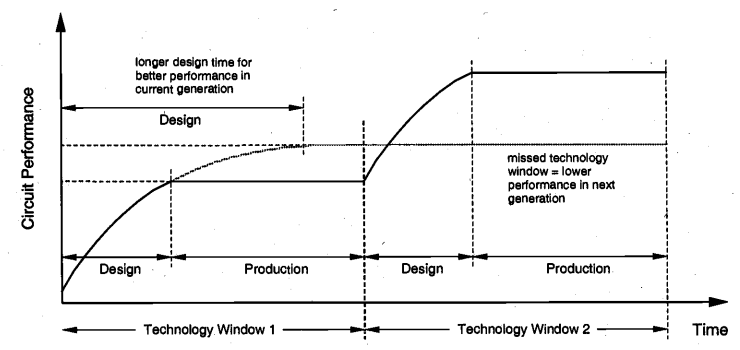 longer design time for
better performance in
current generation
Design
Circuit Performance
missed technology
window = lower
performance in next
generation
Design
Production
Design
Production
Technology Window 1
Technology Window 2
Time